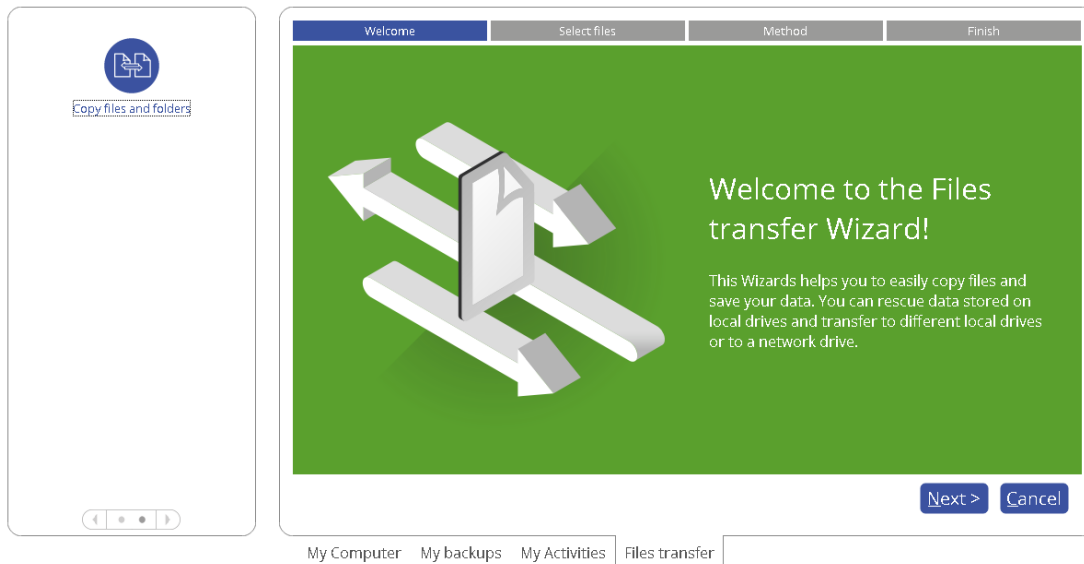 Copy files and folders
Welcome
Select files
Method
Finish
Welcome to the Files
transfer Wizard!
This Wizards helps you to easily copy files and
save your data. You can rescue data stored on
local drives and transfer to different local drives
or to a network drive.
Next >
Cancel
My Computer
My backups
My Activities
Files transfer